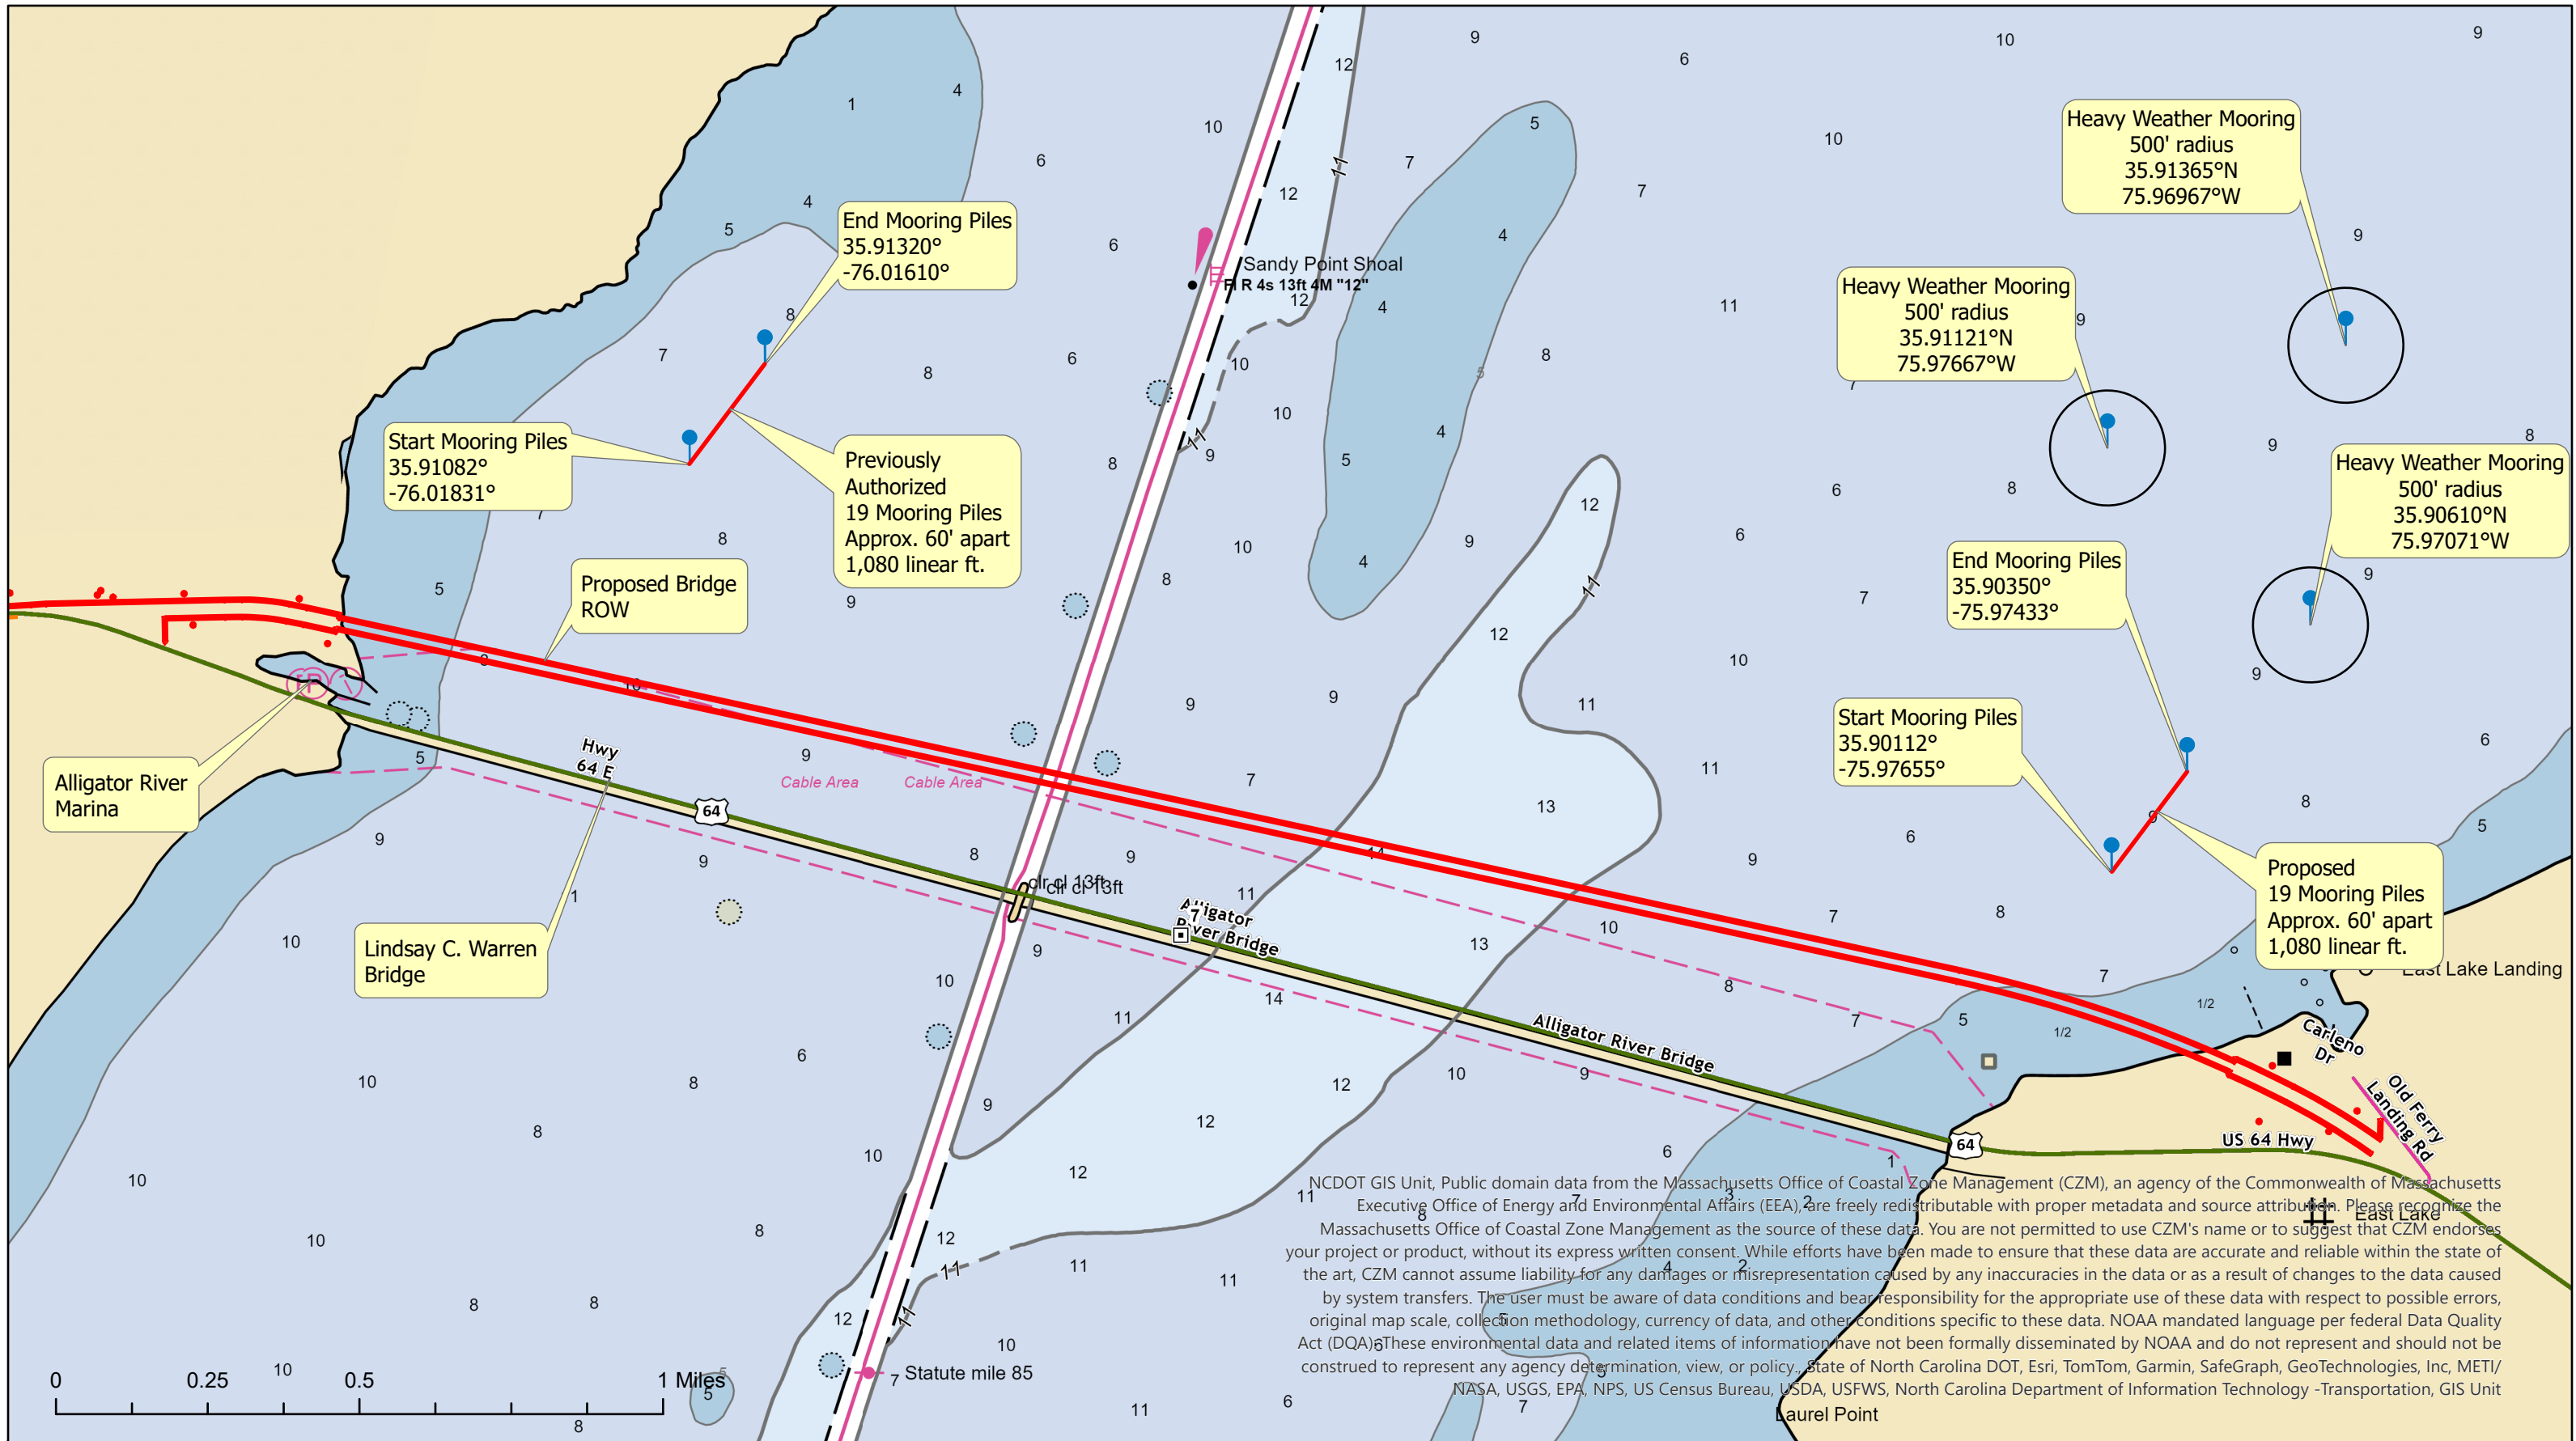 Heavy Weather Mooring
500' radius
35.91365°N
75.96967°W
Heavy Weather Mooring
500' radius
35.91121°N
75.97667°W
Heavy Weather Mooring
500' radius
35.90610°N
75.97071°W
End Mooring Piles
35.91320°
-76.01610°
Start Mooring Piles
35.91082°
-76.01831°
Previously
Authorized
19 Mooring Piles
Approx. 60' apart
1,080 linear ft.
Sandy Point Shoal
Fl R 4s 13ft 4M "12"
Proposed Bridge
ROW
End Mooring Piles
35.90350°
-75.97433°
Start Mooring Piles
35.90112°
-75.97655°
Proposed
19 Mooring Piles
Approx. 60' apart
1,080 linear ft.
Alligator River
Marina
Hwy
64 E
64
Cable Area
Cable Area
Lindsay C. Warren
Bridge
clr cl 13ft
clr cl 13ft
Alligator
River Bridge
Alligator River Bridge
64
East Lake Landing
Carleno
Dr
Old Ferry
Landing Rd
US 64 Hwy
East Lake
Statute mile 85
Laurel Point
0 0.25 0.5 1 Miles
NCDOT GIS Unit, Public domain data from the Massachusetts Office of Coastal Zone Management (CZM), an agency of the Commonwealth of Massachusetts
Executive Office of Energy and Environmental Affairs (EEA), are freely redistributable with proper metadata and source attribution. Please recognize the
Massachusetts Office of Coastal Zone Management as the source of these data. You are not permitted to use CZM's name or to suggest that CZM endorses
your project or product, without its express written consent. While efforts have been made to ensure that these data are accurate and reliable within the state of
the art, CZM cannot assume liability for any damages or misrepresentation caused by any inaccuracies in the data or as a result of changes to the data caused
by system transfers. The user must be aware of data conditions and bear responsibility for the appropriate use of these data with respect to possible errors,
original map scale, collection methodology, currency of data, and other conditions specific to these data. NOAA mandated language per federal Data Quality
Act (DQA): These environmental data and related items of information have not been formally disseminated by NOAA and do not represent and should not be
construed to represent any agency determination, view, or policy., State of North Carolina DOT, Esri, TomTom, Garmin, SafeGraph, GeoTechnologies, Inc, METI/
NASA, USGS, EPA, NPS, US Census Bureau, USDA, USFWS, North Carolina Department of Information Technology -Transportation, GIS Unit